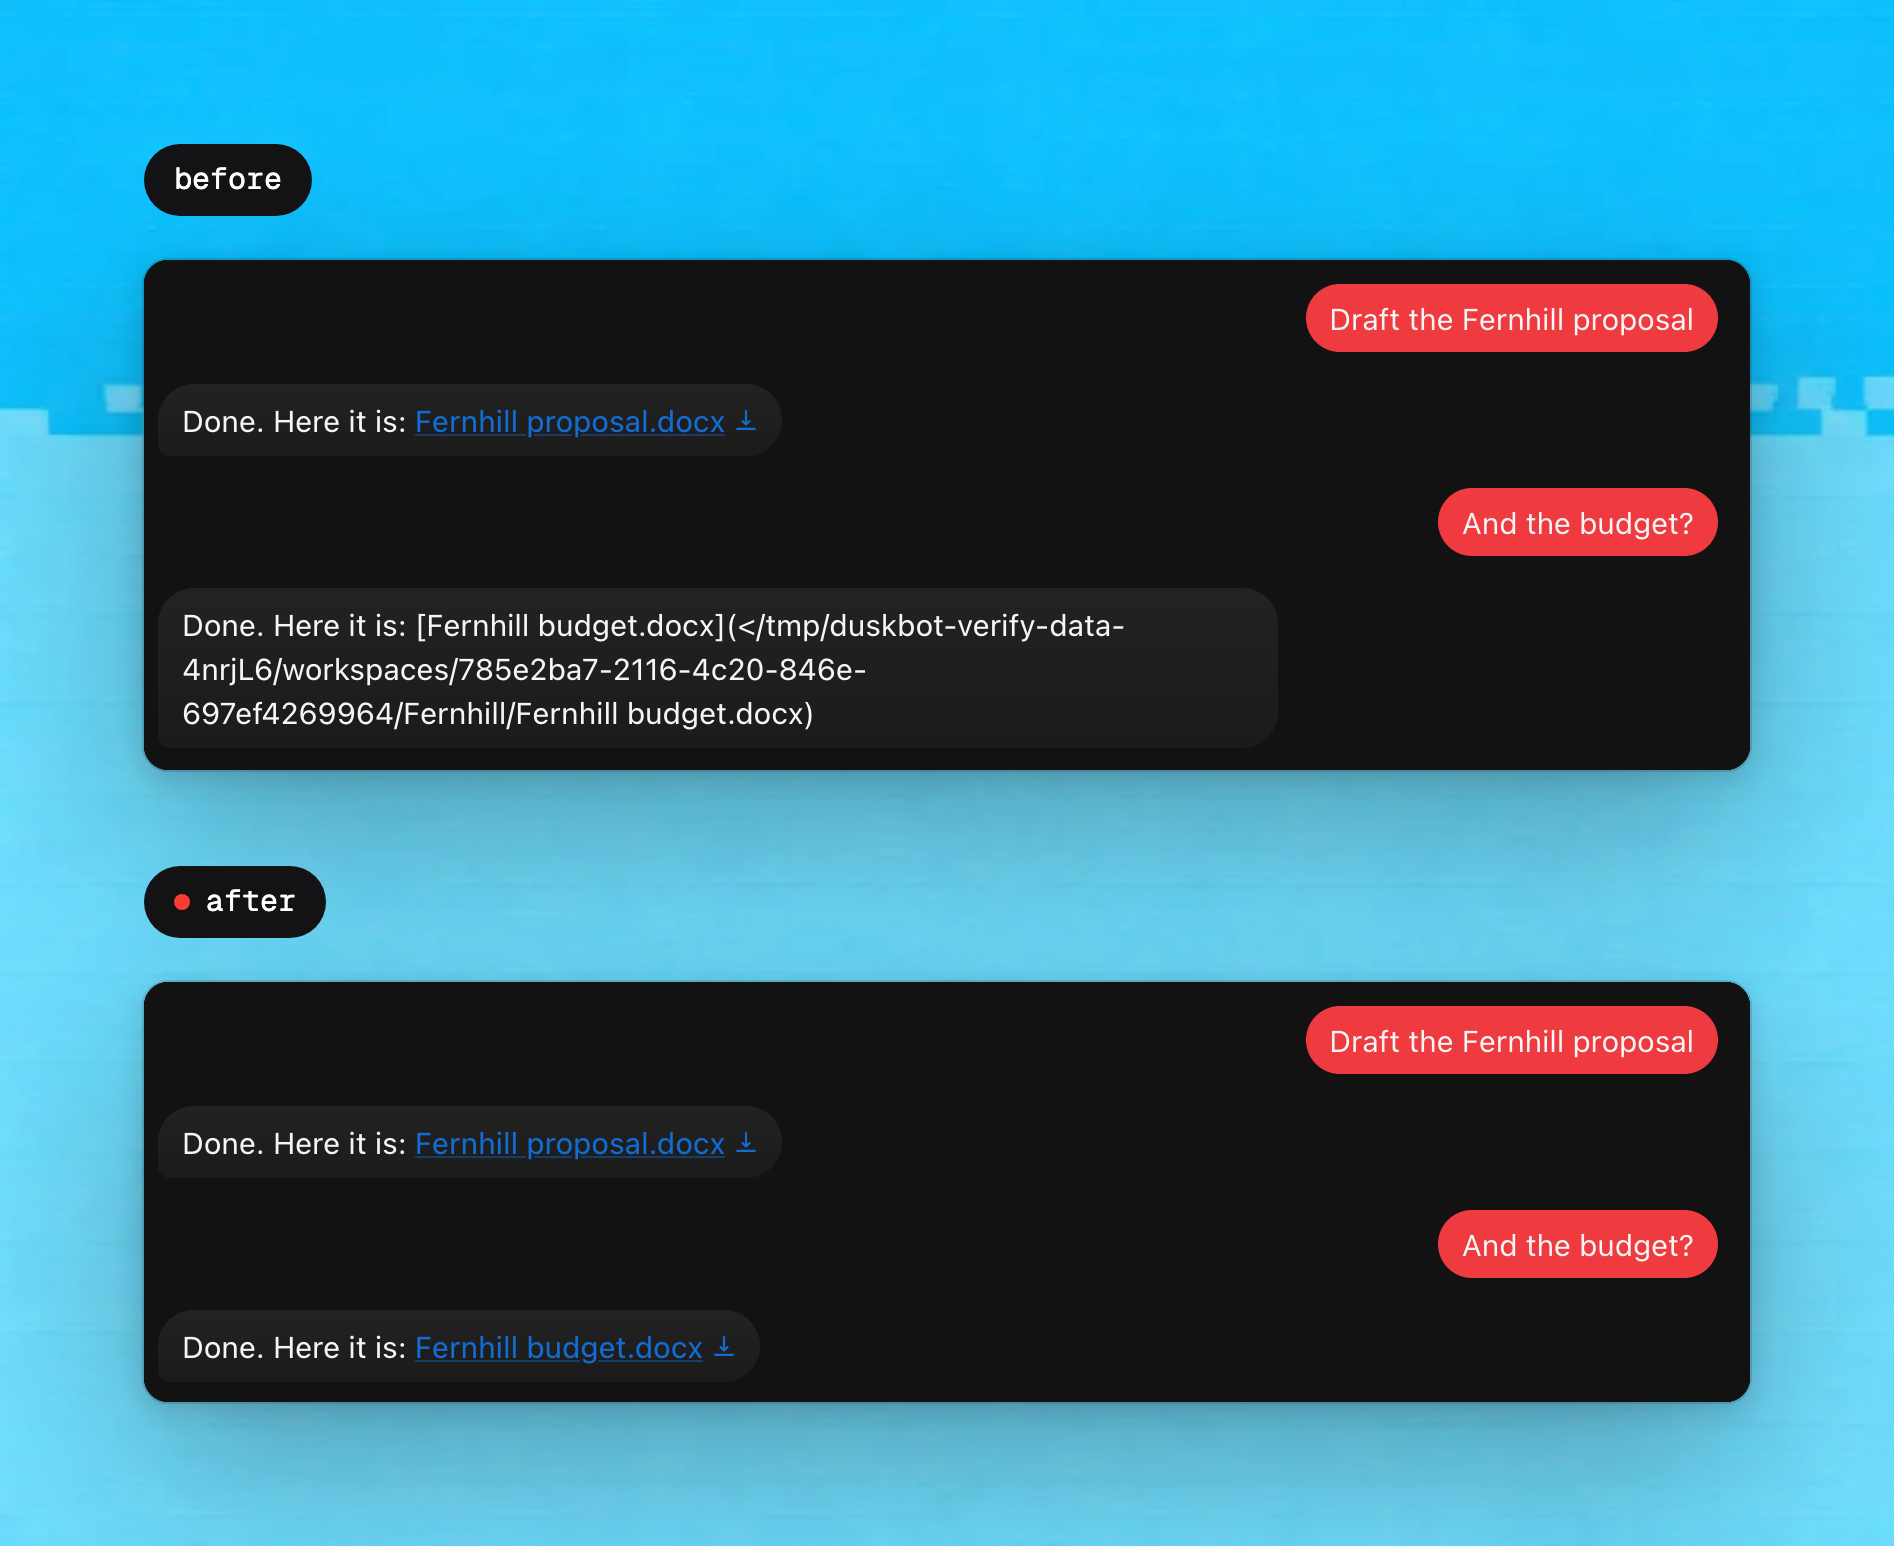 before
Draft the Fernhill proposal
Done. Here it is: Fernhill proposal.docx
And the budget?
Done. Here it is: [Fernhill budget.docx](</tmp/duskbot-verify-data-
4nrjL6/workspaces/785e2ba7-2116-4c20-846e-
697ef4269964/Fernhill/Fernhill budget.docx)
after
Draft the Fernhill proposal
Done. Here it is: Fernhill proposal.docx
And the budget?
Done. Here it is: Fernhill budget.docx